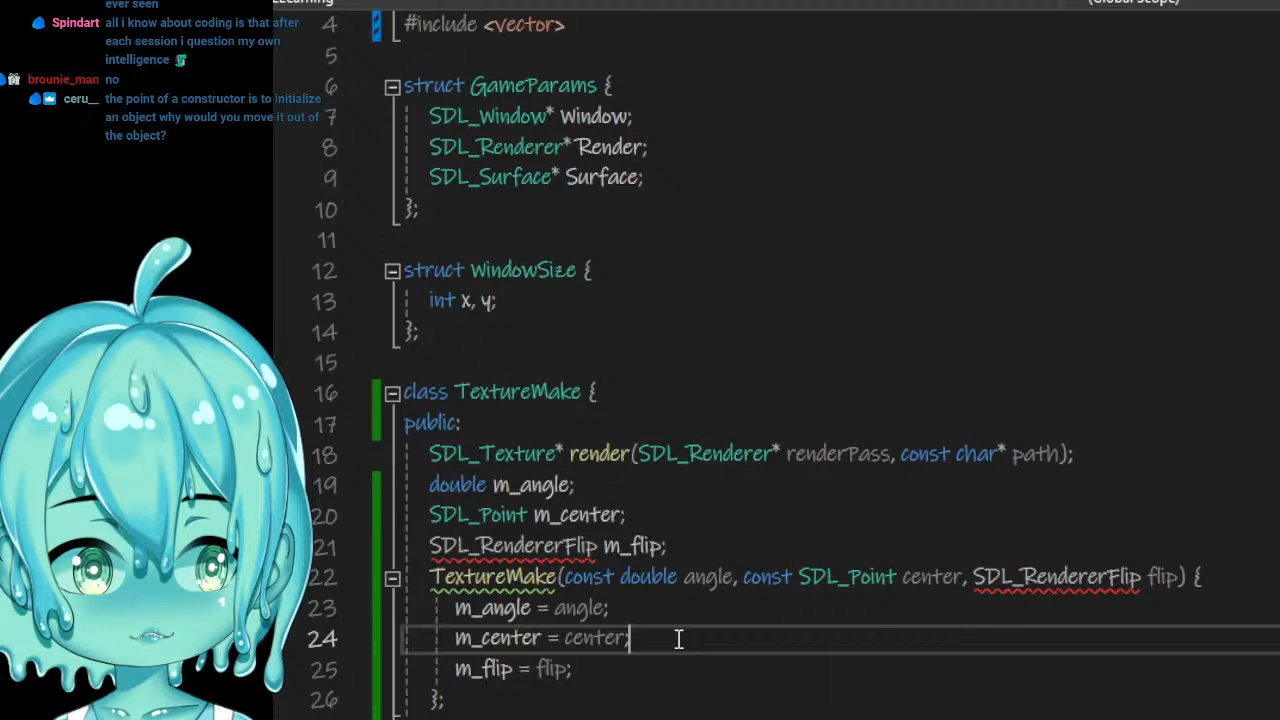 ever seen
Spindart all i know about coding is that after
each session i question my own
intelligence
brounie_man no
ceru__ the point of a constructor is to initialize
an object why would you move it out of
the object?
4 #include <vector>
5
6 struct GameParams {
7 SDL_Window* Window;
8 SDL_Renderer* Render;
9 SDL_Surface* Surface;
10 };
11
12 struct WindowSize {
13 int x, y;
14 };
15
16 class TextureMake {
17 public:
18 SDL_Texture* render(SDL_Renderer* renderPass, const char* path);
19 double m_angle;
20 SDL_Point m_center;
21 SDL_RendererFlip m_flip;
22 TextureMake(const double angle, const SDL_Point center, SDL_RendererFlip flip) {
23 m_angle = angle;
24 m_center = center;
25 m_flip = flip;
26 };